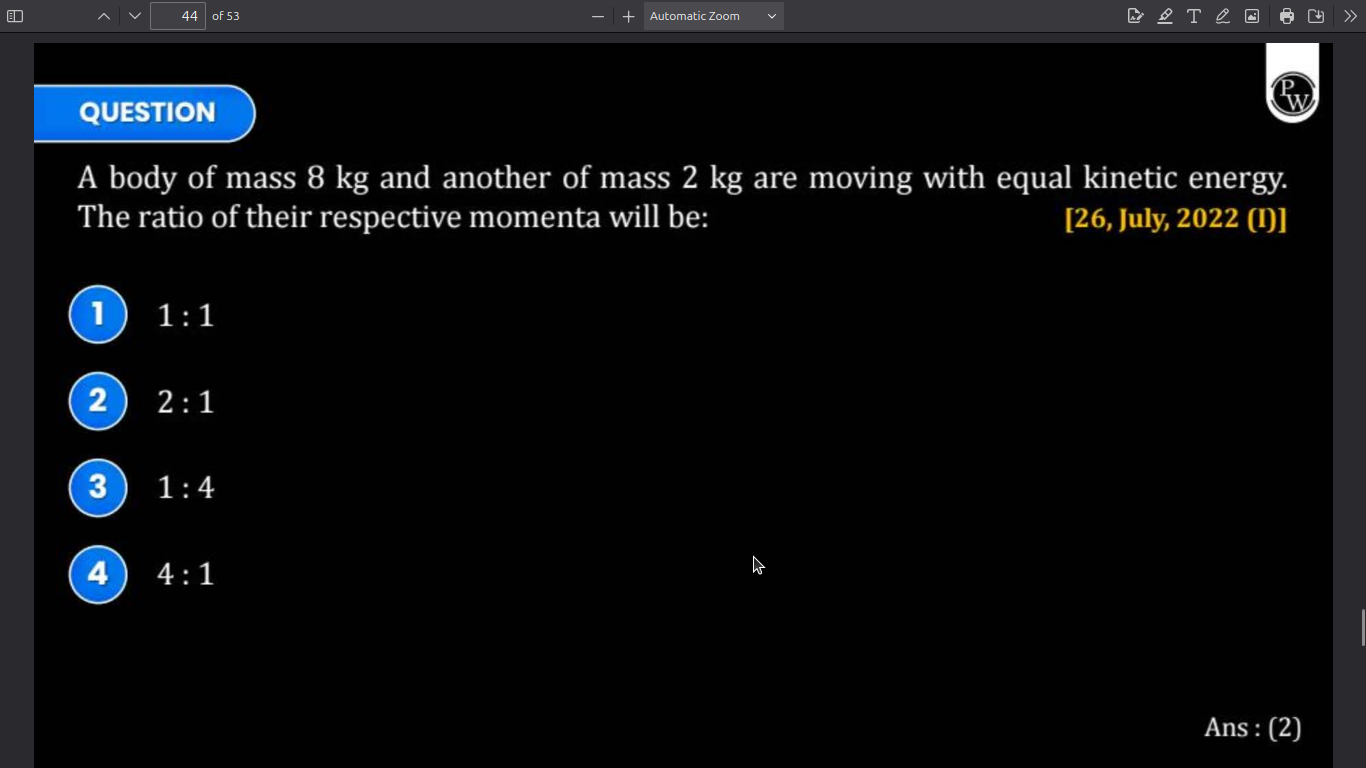 44 of 53 Automatic Zoom
QUESTION
PW
A body of mass 8 kg and another of mass 2 kg are moving with equal kinetic energy.
The ratio of their respective momenta will be: [26, July, 2022 (I)]
1 1 : 1
2 2 : 1
3 1 : 4
4 4 : 1
Ans : (2)